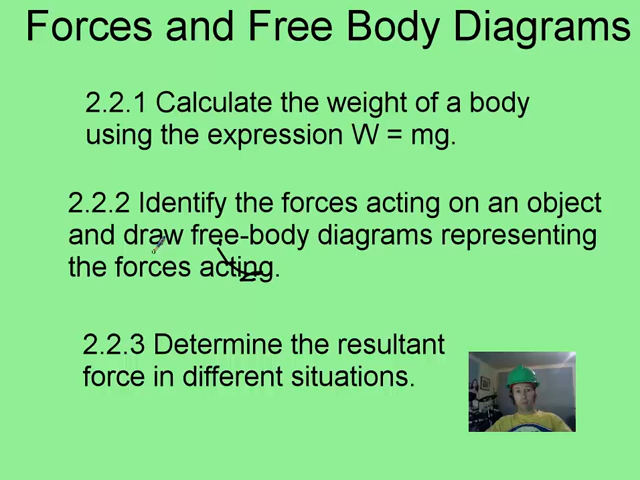 Forces and Free Body Diagrams
2.2.1 Calculate the weight of a body
using the expression W = mg.
2.2.2 Identify the forces acting on an object
and draw free-body diagrams representing
the forces acting.
2.2.3 Determine the resultant
force in different situations.